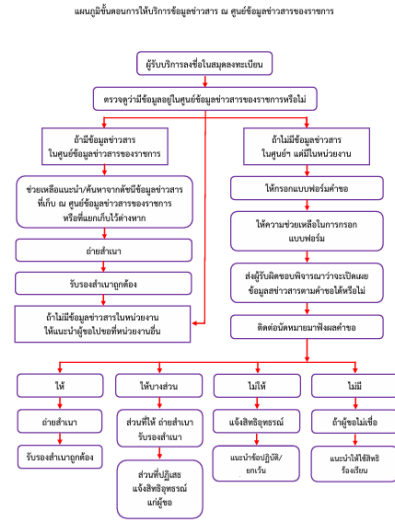 แผนภูมิขั้นตอนการให้บริการข้อมูลข่าวสาร ณ ศูนย์ข้อมูลข่าวสารของราชการ
ผู้รับบริการลงชื่อในสมุดลงทะเบียน
ตรวจดูว่ามีข้อมูลอยู่ในศูนย์ข้อมูลข่าวสารของราชการหรือไม่
ถ้ามีข้อมูลข่าวสาร
ในศูนย์ข้อมูลข่าวสารของราชการ
ถ้าไม่มีข้อมูลข่าวสาร
ในศูนย์ฯ แต่มีในหน่วยงาน
ช่วยเหลือแนะนำ/ค้นหาจากดัชนีข้อมูลข่าวสาร
ที่เก็บ ณ ศูนย์ข้อมูลข่าวสารของราชการ
หรือที่แยกเก็บไว้ต่างหาก
ให้กรอกแบบฟอร์มคำขอ
ให้ความช่วยเหลือในการกรอก
แบบฟอร์ม
ถ่ายสำเนา
รับรองสำเนาถูกต้อง
ส่งผู้รับผิดชอบพิจารณาว่าจะเปิดเผย
ข้อมูลข่าวสารตามคำขอได้หรือไม่
ถ้าไม่มีข้อมูลข่าวสารในหน่วยงาน
ให้แนะนำผู้ขอไปขอที่หน่วยงานอื่น
ติดต่อนัดหมายมาฟังผลคำขอ
ให้
ให้บางส่วน
ไม่ให้
ไม่มี
ถ่ายสำเนา
ส่วนที่ให้ ถ่ายสำเนา
รับรองสำเนา
แจ้งสิทธิอุทธรณ์
ถ้าผู้ขอไม่เชื่อ
รับรองสำเนาถูกต้อง
ส่วนที่ปฏิเสธ
แจ้งสิทธิอุทธรณ์
แก่ผู้ขอ
แนะนำข้อปฏิบัติ/
ยกเว้น
แนะนำให้ใช้สิทธิ
ร้องเรียน